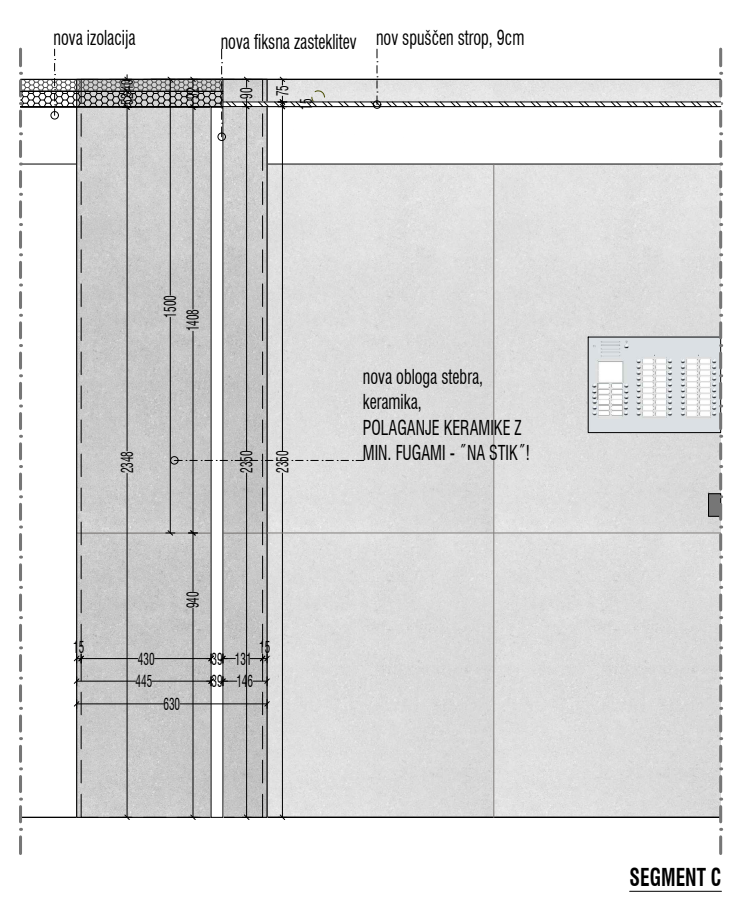 nova izolacija
nova fiksna zasteklitev
nov spuščen strop, 9cm
90
75
15
1500
1408
nova obloga stebra,
keramika,
POLAGANJE KERAMIKE Z
MIN. FUGAMI - ˝NA STIK˝!
2348
2350
2350
940
15
15
430
39
131
445
39
146
630
SEGMENT C